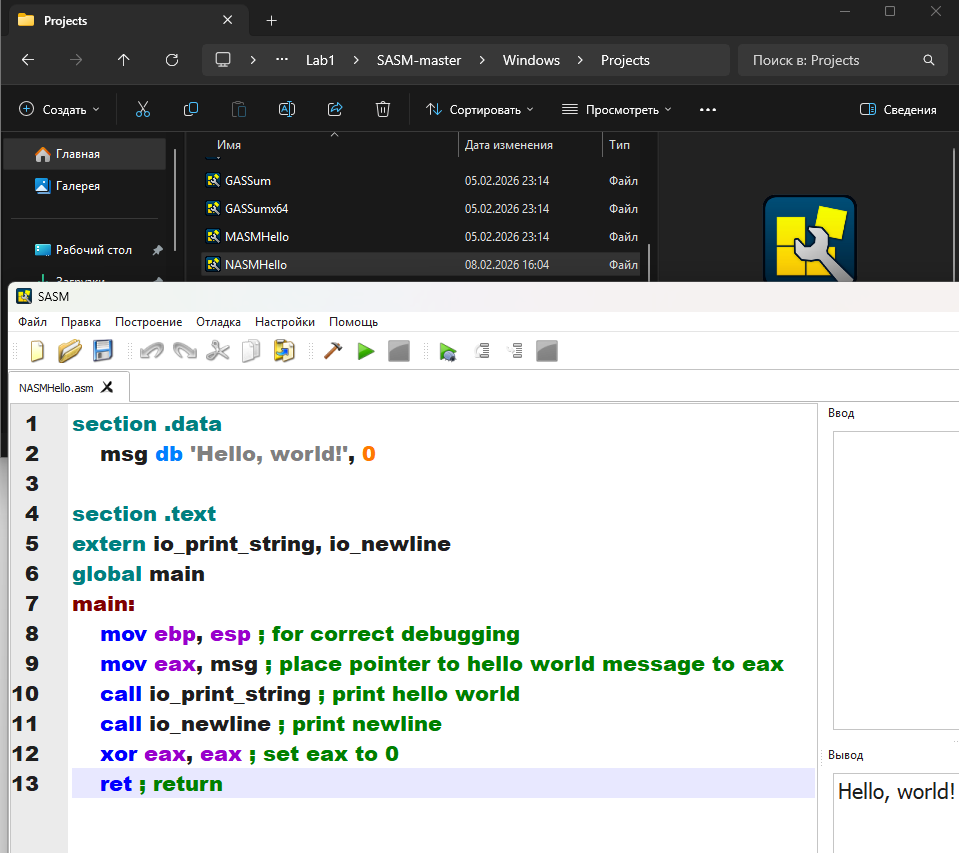 Projects
Lab1 > SASM-master > Windows > Projects
Поиск в: Projects
Создать
Сортировать
Просмотреть
Сведения
Главная
Галерея
Рабочий стол
Загрузки
Имя Дата изменения Тип
GASSum 05.02.2026 23:14 Файл
GASSumx64 05.02.2026 23:14 Файл
MASMHello 05.02.2026 23:14 Файл
NASMHello 08.02.2026 16:04 Файл
SASM
Файл Правка Построение Отладка Настройки Помощь
NASMHello.asm
1 section .data
2 msg db 'Hello, world!', 0
3
4 section .text
5 extern io_print_string, io_newline
6 global main
7 main:
8 mov ebp, esp ; for correct debugging
9 mov eax, msg ; place pointer to hello world message to eax
10 call io_print_string ; print hello world
11 call io_newline ; print newline
12 xor eax, eax ; set eax to 0
13 ret ; return
Ввод
Вывод
Hello, world!